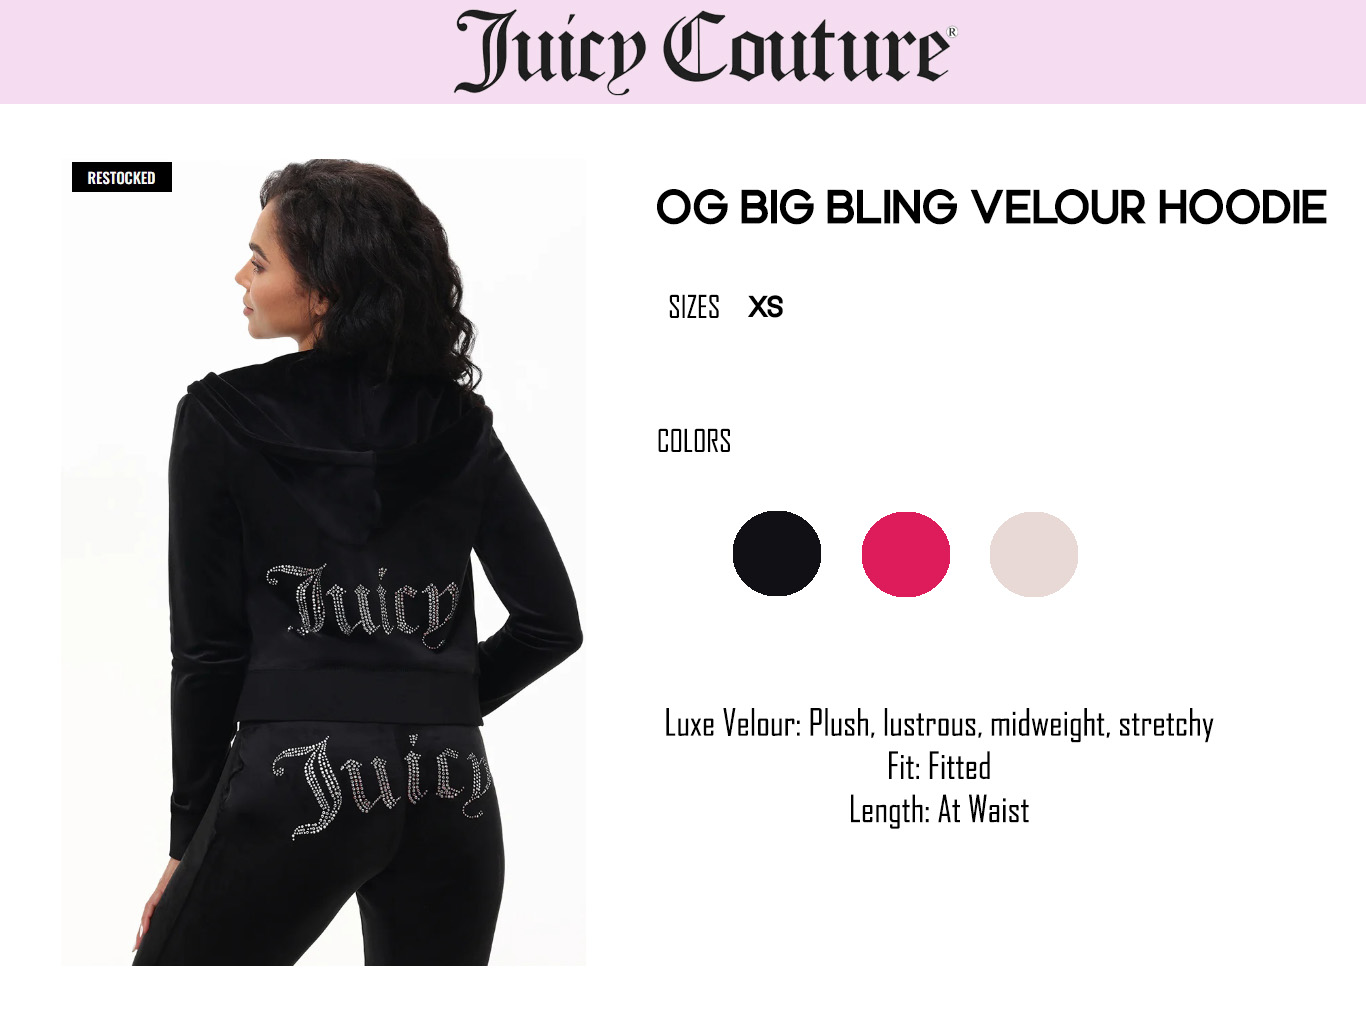 Juicy Couture®
RESTOCKED
OG BIG BLING VELOUR HOODIE
SIZES XS
COLORS
Juicy
Juicy
Luxe Velour: Plush, lustrous, midweight, stretchy
Fit: Fitted
Length: At Waist